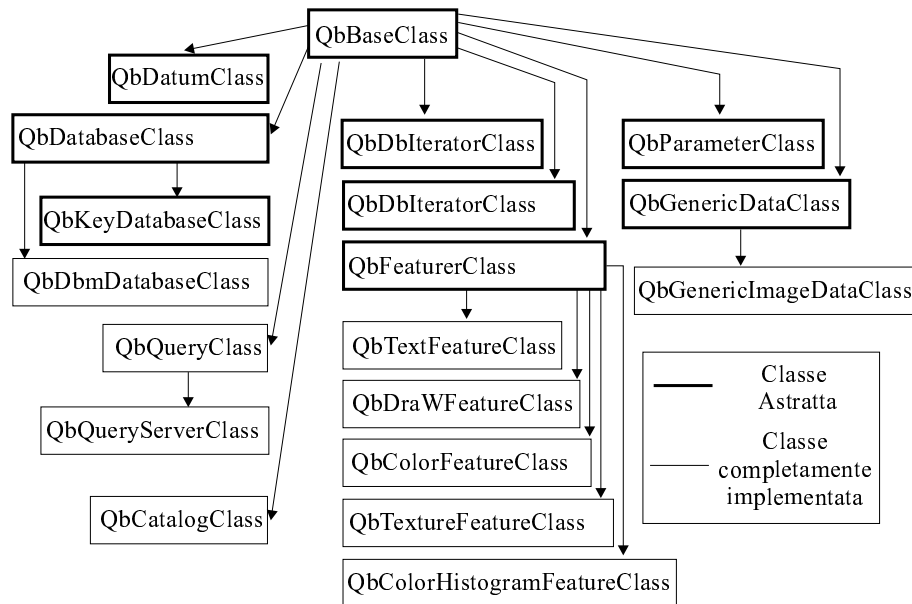 QbBaseClass
QbDatumClass
QbDatabaseClass
QbDbIteratorClass
QbParameterClass
QbKeyDatabaseClass
QbDbIteratorClass
QbGenericDataClass
QbDbmDatabaseClass
QbFeaturerClass
QbGenericImageDataClass
QbQueryClass
QbTextFeatureClass
QbDraWFeatureClass
QbQueryServerClass
QbColorFeatureClass
QbCatalogClass
QbTextureFeatureClass
QbColorHistogramFeatureClass
Classe
Astratta
Classe
completamente
implementata